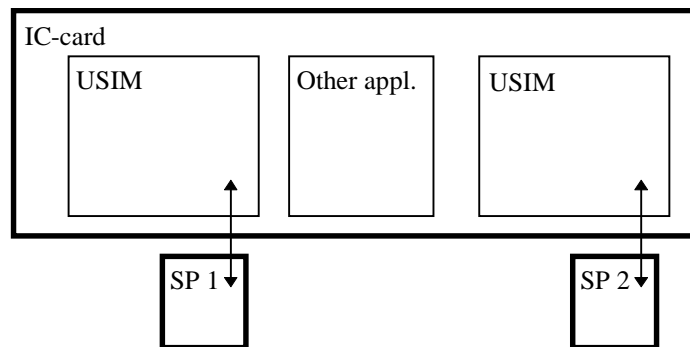 IC-card
USIM
Other appl.
USIM
SP 1
SP 2